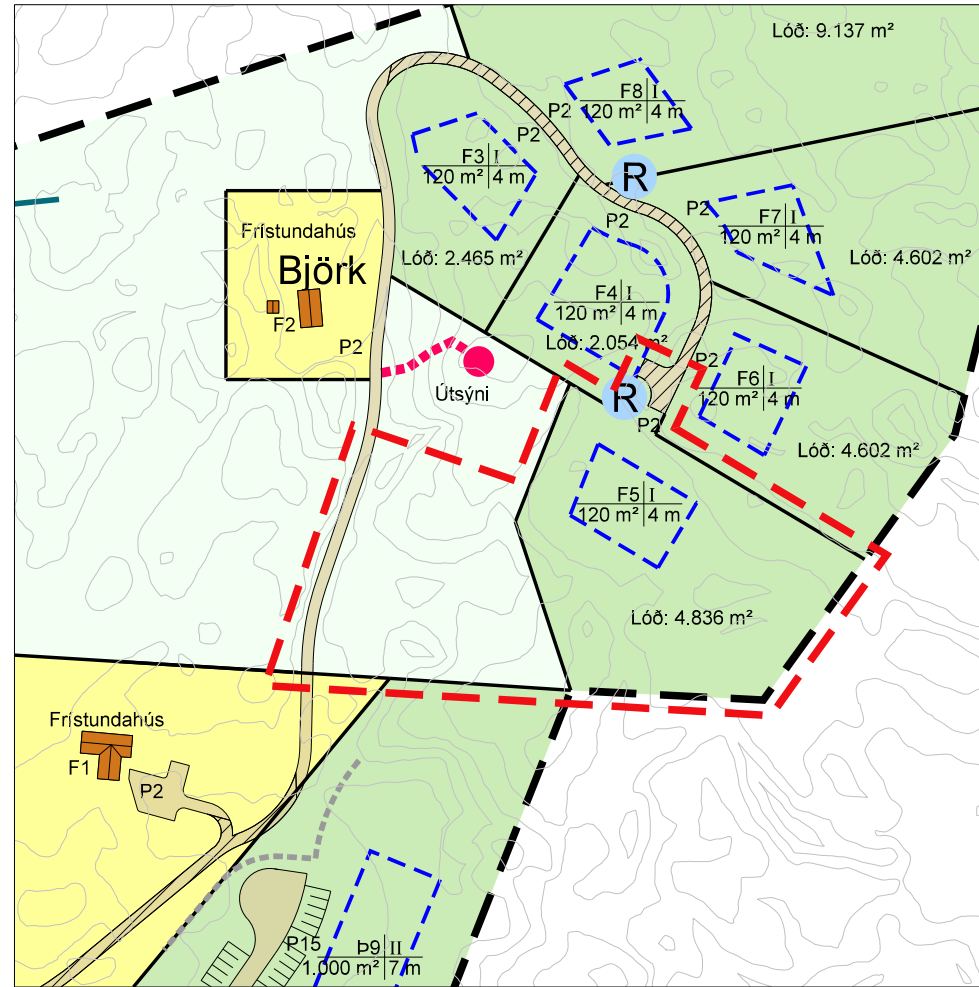 Lóð: 9.137 m²
F8 I
120 m² 4 m
P2
P2
F3 I
120 m² 4 m
R
P2
P2
F7 I
120 m² 4 m
Frístundahús
Björk
F2
P2
Lóð: 2.465 m²
Lóð: 4.602 m²
F4 I
120 m² 4 m
Lóð: 2.054 m²
P2
F6 I
120 m² 4 m
Útsýni
R
P2
Lóð: 4.602 m²
F5 I
120 m² 4 m
Lóð: 4.836 m²
Frístundahús
F1
P2
P15
Þ9 II
1.000 m² 7 m